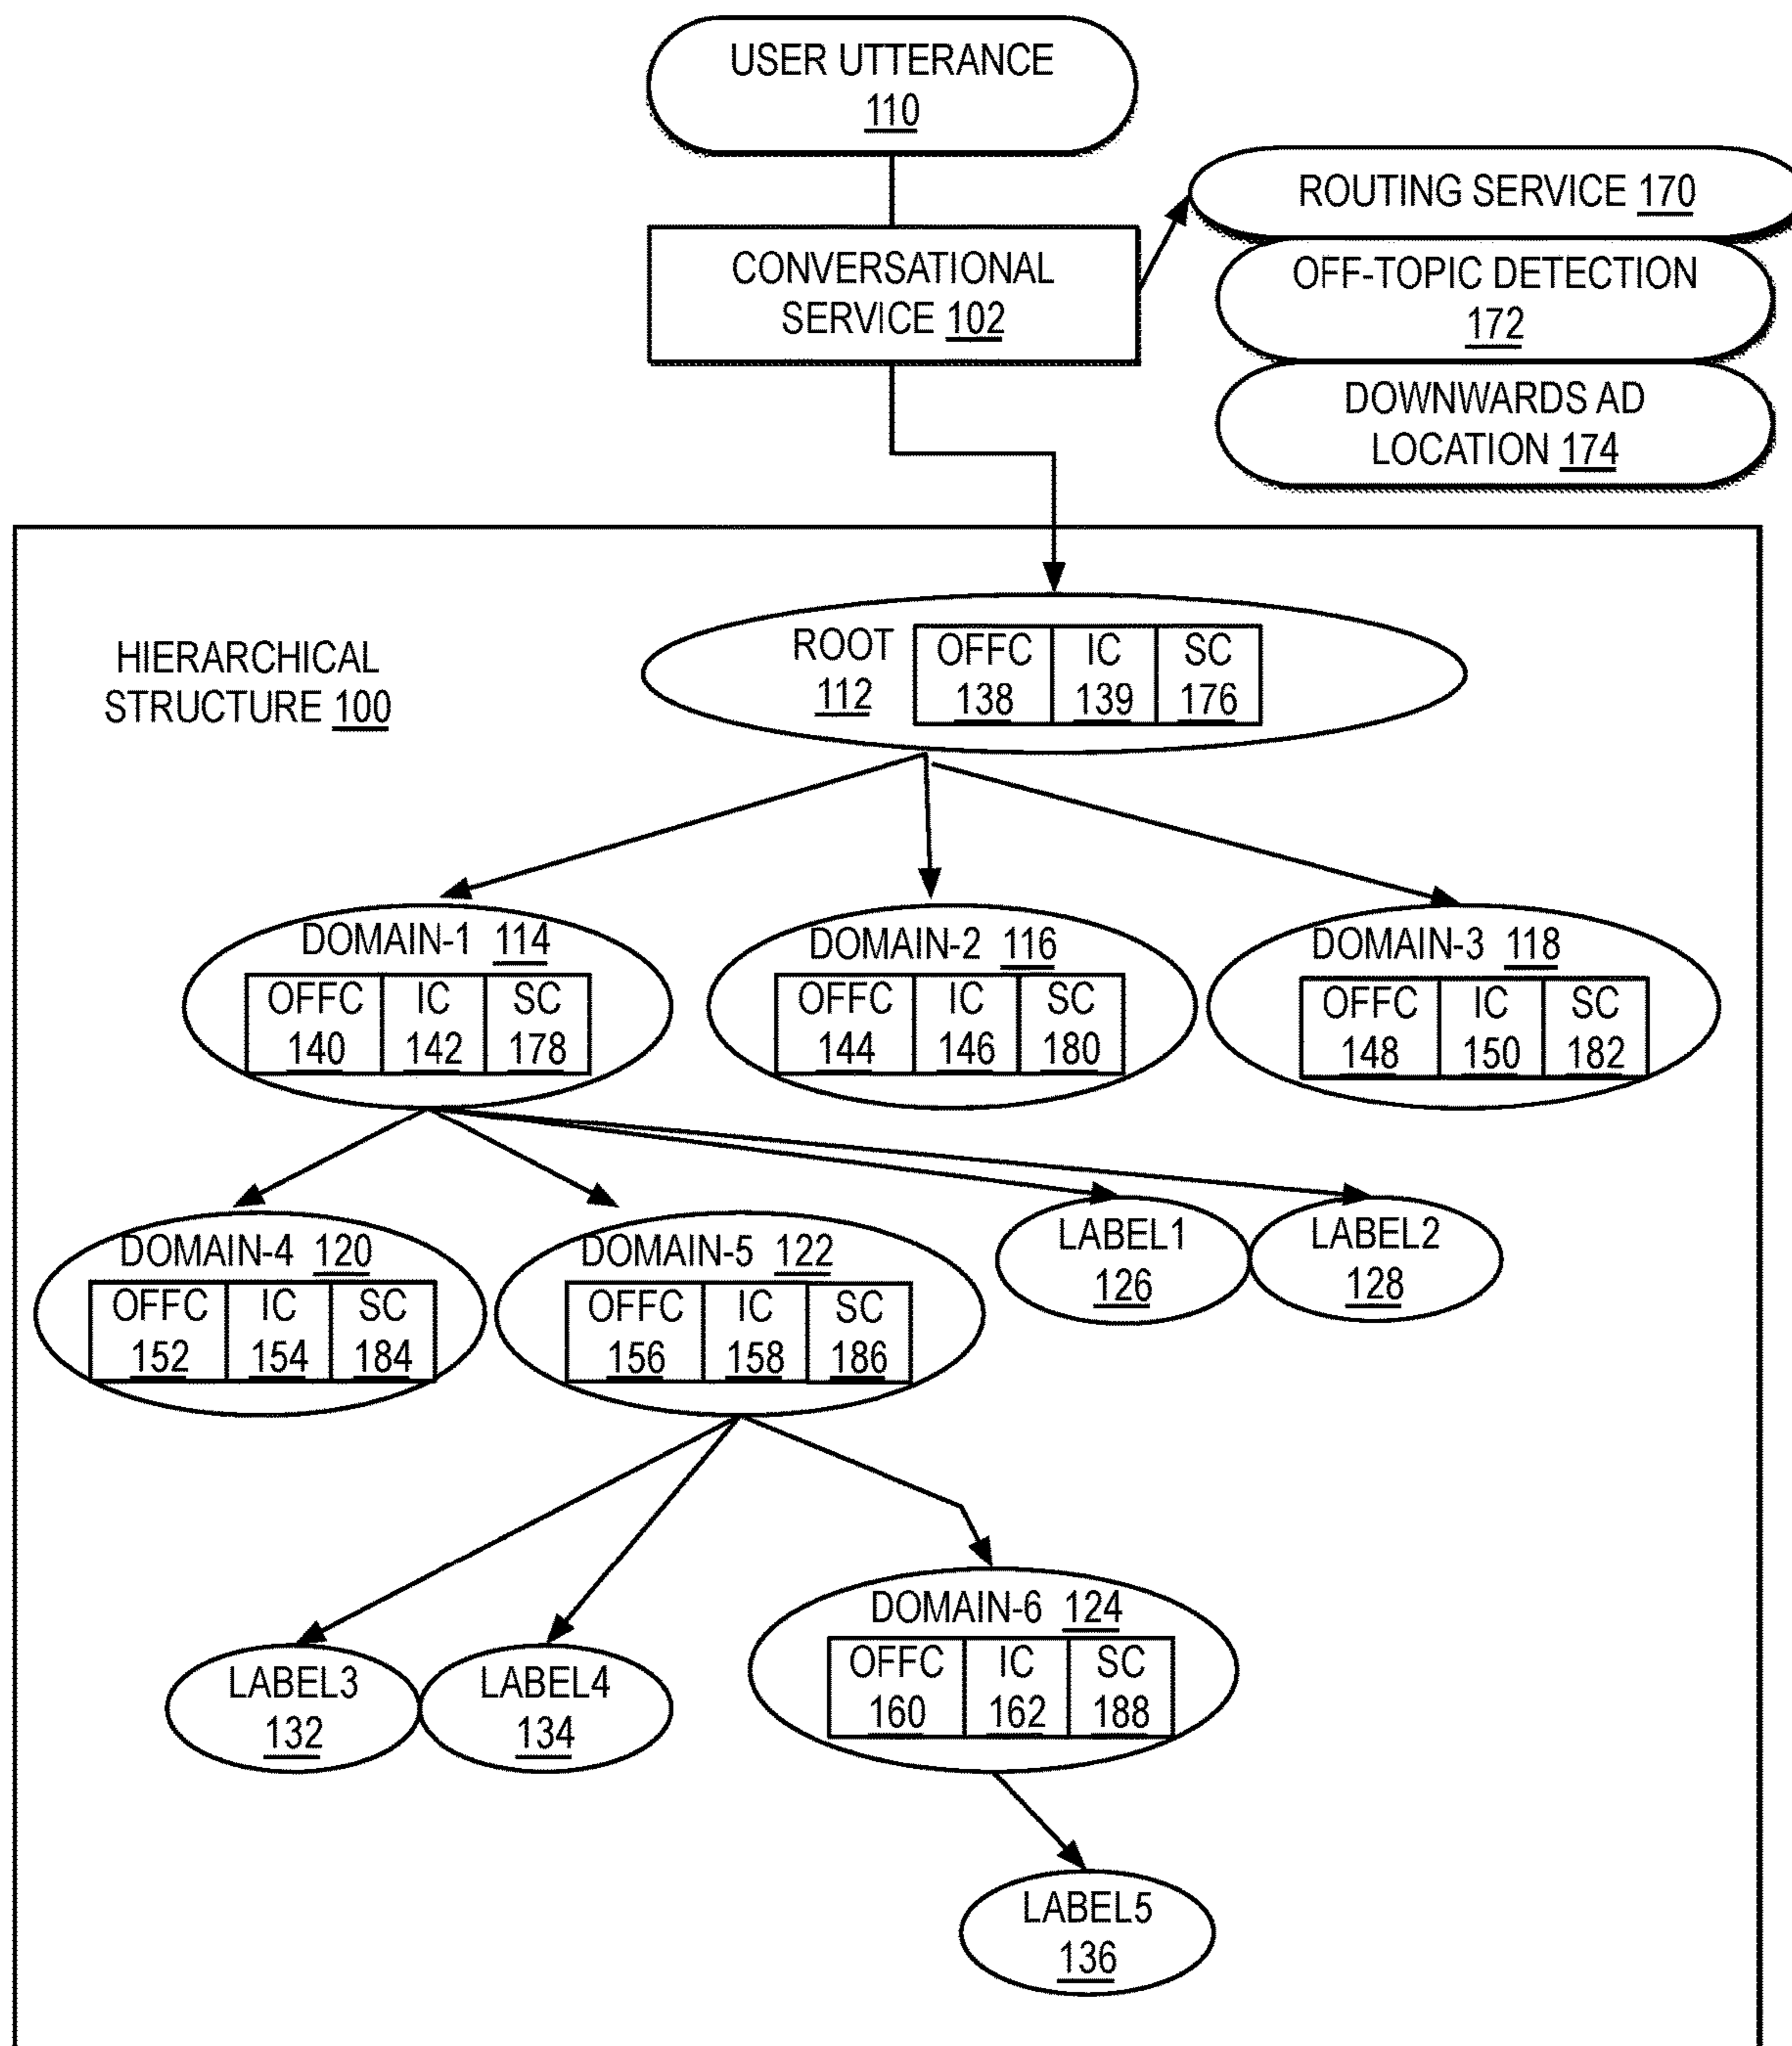 USER UTTERANCE
110
ROUTING SERVICE 170
CONVERSATIONAL
SERVICE 102
OFF-TOPIC DETECTION
172
DOWNWARDS AD
LOCATION 174
HIERARCHICAL
STRUCTURE 100
ROOT
112
OFFC IC SC
138 139 176
DOMAIN-1 114
OFFC IC SC
140 142 178
DOMAIN-2 116
OFFC IC SC
144 146 180
DOMAIN-3 118
OFFC IC SC
148 150 182
DOMAIN-4 120
OFFC IC SC
152 154 184
DOMAIN-5 122
OFFC IC SC
156 158 186
LABEL1
126
LABEL2
128
LABEL3
132
LABEL4
134
DOMAIN-6 124
OFFC IC SC
160 162 188
LABEL5
136